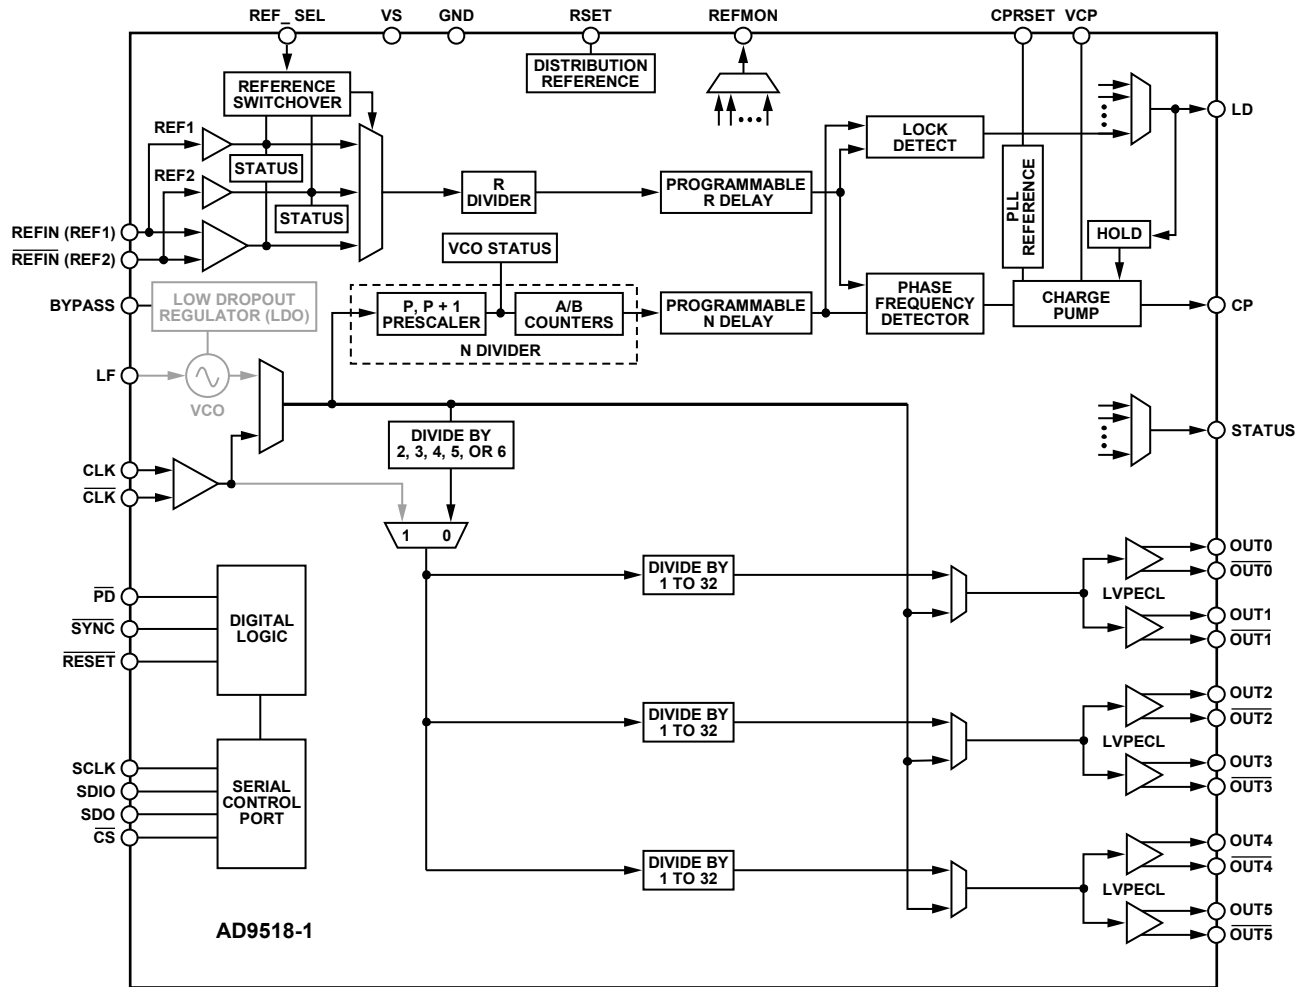 REF_SEL
VS
GND
RSET
REFMON
CPRSET
VCP
DISTRIBUTION
REFERENCE
REFERENCE
SWITCHOVER
REF1
STATUS
REF2
STATUS
R
DIVIDER
PROGRAMMABLE
R DELAY
LOCK
DETECT
LD
PLL
REFERENCE
HOLD
REFIN (REF1)
REFIN (REF2)
VCO STATUS
BYPASS
LOW DROPOUT
REGULATOR (LDO)
P, P + 1
PRESCALER
A/B
COUNTERS
N DIVIDER
PROGRAMMABLE
N DELAY
PHASE
FREQUENCY
DETECTOR
CHARGE
PUMP
CP
LF
VCO
DIVIDE BY
2, 3, 4, 5, OR 6
STATUS
CLK
CLK
1 0
DIVIDE BY
1 TO 32
LVPECL
OUT0
OUT0
OUT1
OUT1
PD
SYNC
RESET
DIGITAL
LOGIC
DIVIDE BY
1 TO 32
LVPECL
OUT2
OUT2
OUT3
OUT3
SCLK
SDIO
SDO
CS
SERIAL
CONTROL
PORT
DIVIDE BY
1 TO 32
LVPECL
OUT4
OUT4
OUT5
OUT5
AD9518-1